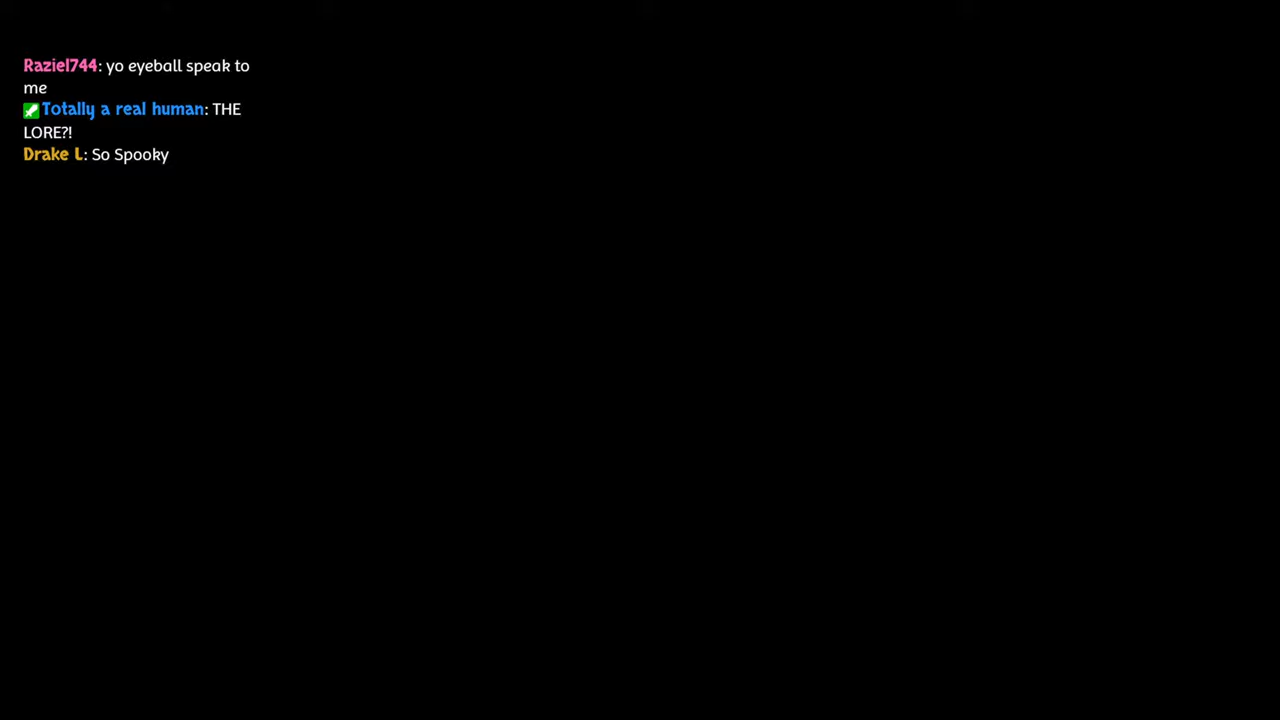 Raziel744: yo eyeball speak to
me
Totally a real human: THE
LORE?!
Drake L: So Spooky